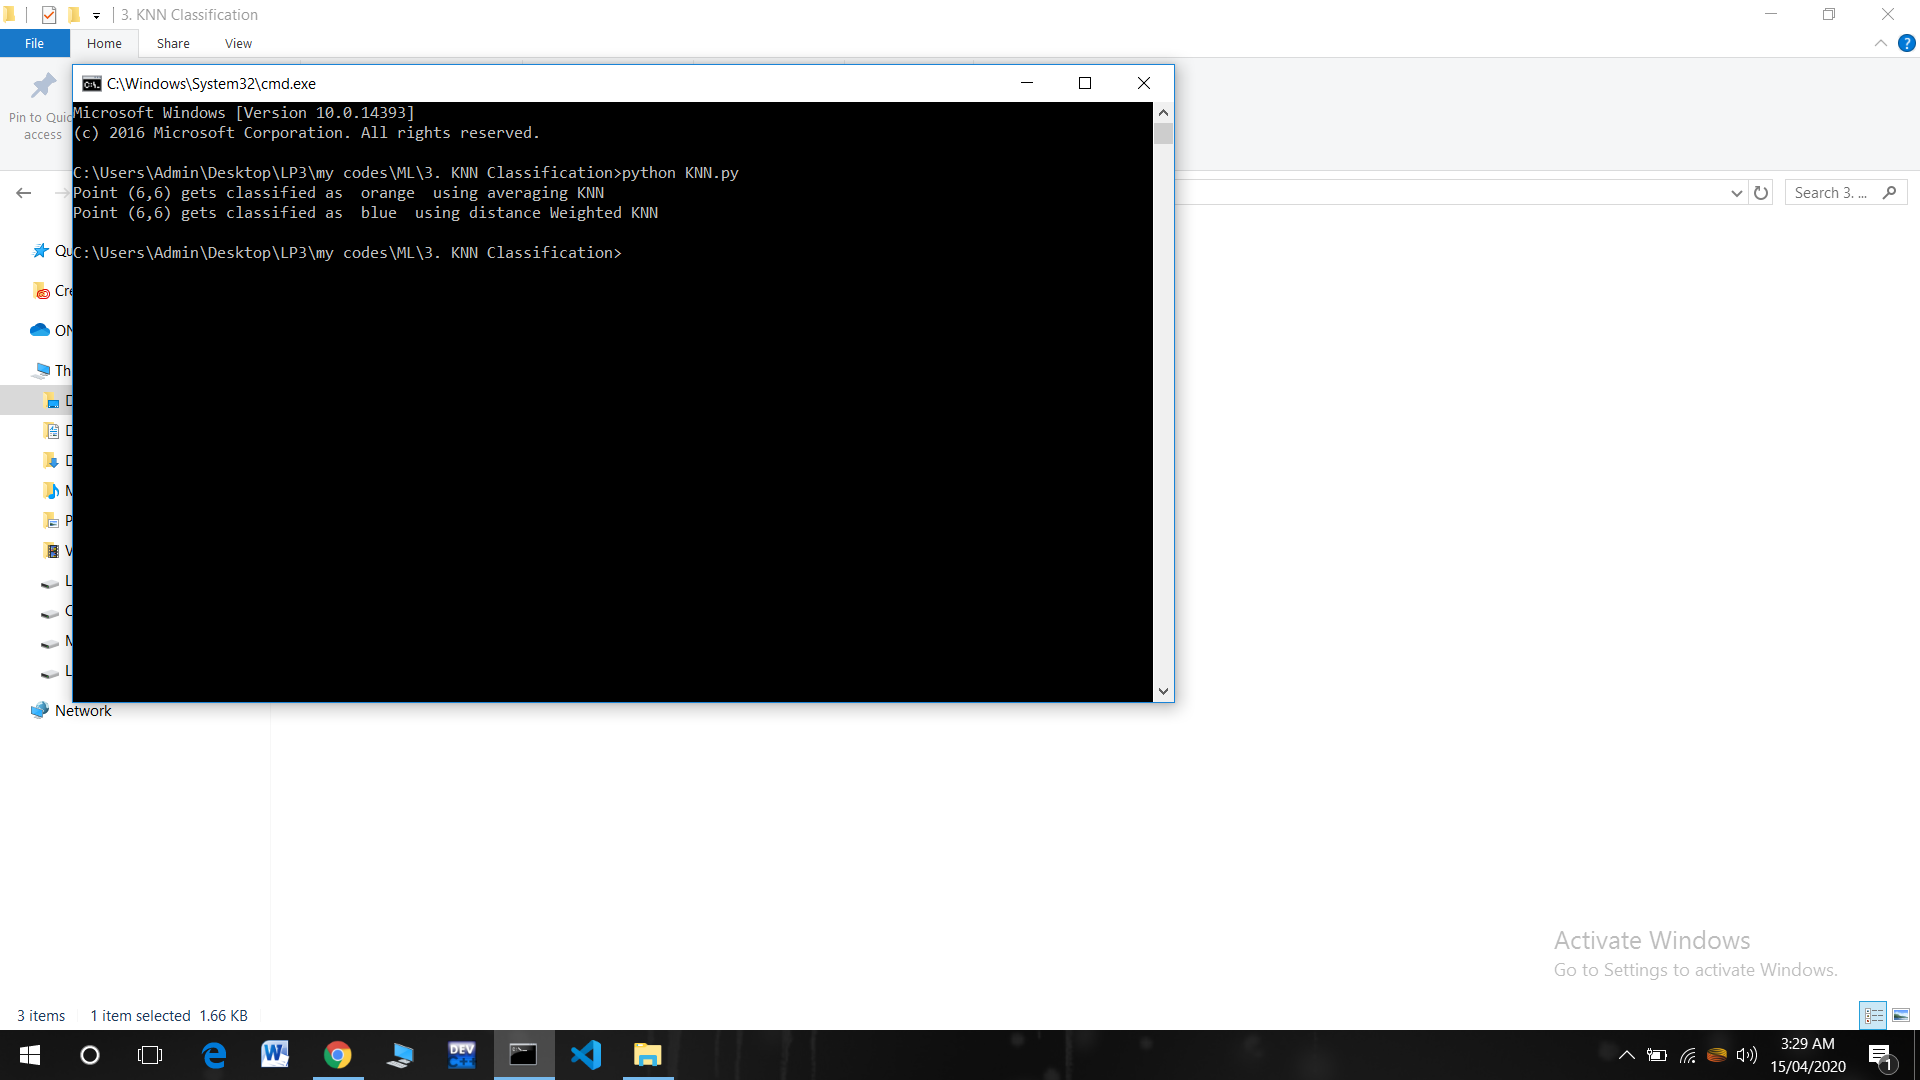 3. KNN Classification
File Home Share View
Pin to Quic
access
C:\Windows\System32\cmd.exe
Microsoft Windows [Version 10.0.14393]
(c) 2016 Microsoft Corporation. All rights reserved.
C:\Users\Admin\Desktop\LP3\my codes\ML\3. KNN Classification>python KNN.py
Point (6,6) gets classified as  orange  using averaging KNN
Point (6,6) gets classified as  blue  using distance Weighted KNN
C:\Users\Admin\Desktop\LP3\my codes\ML\3. KNN Classification>
Search 3. ...
Qu
Cre
ON
Th
D
D
D
M
P
V
L
C
M
L
Network
Activate Windows
Go to Settings to activate Windows.
3 items 1 item selected 1.66 KB
DEV
C++
3:29 AM
15/04/2020
1